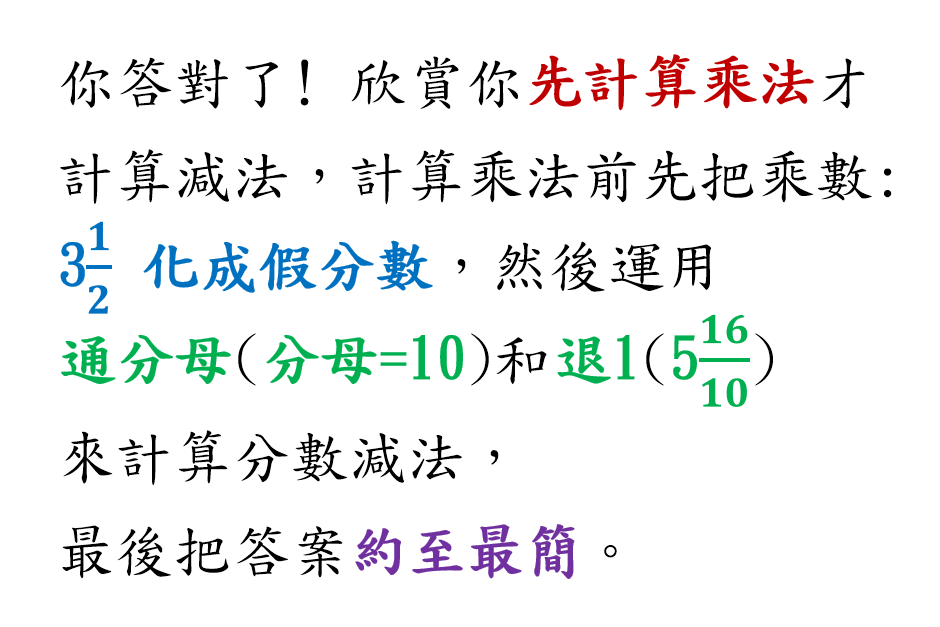 你答對了! 欣賞你先計算乘法才
計算減法，計算乘法前先把乘數:
3 1/2 化成假分數，然後運用
通分母(分母=10)和退1(5 16/10)
來計算分數減法，
最後把答案約至最簡。